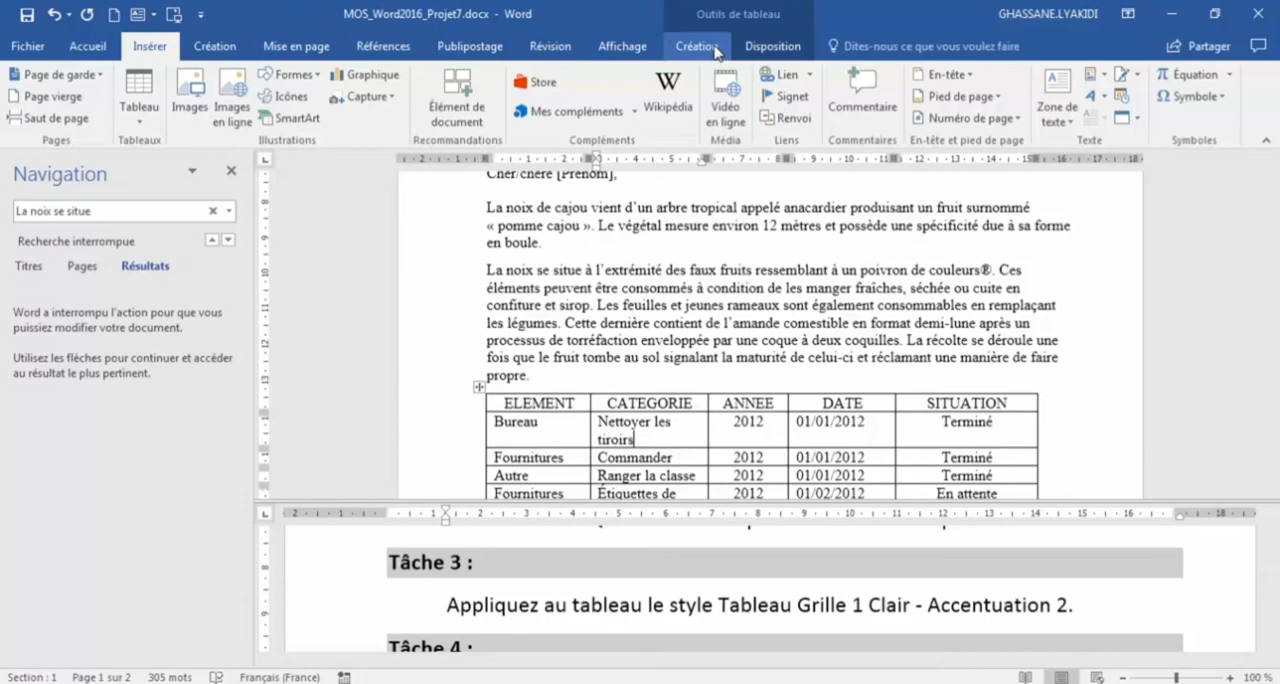 MOS_Word2016_Projet7.docx - Word
Outils de tableau
GHASSANE.LYAKIDI
Fichier
Accueil
Insérer
Création
Mise en page
Références
Publipostage
Révision
Affichage
Création
Disposition
Dites-nous ce que vous voulez faire
Partager
Page de garde
Page vierge
Saut de page
Pages
Tableau
Tableaux
Images
Images
en ligne
Formes
Icônes
SmartArt
Graphique
Capture
Illustrations
Élément de
document
Recommandations
Store
Mes compléments
W
Wikipédia
Compléments
Vidéo
en ligne
Média
Lien
Signet
Renvoi
Liens
Commentaire
Commentaires
En-tête
Pied de page
Numéro de page
En-tête et pied de page
Zone de
texte
Texte
Équation
Symbole
Symboles
Navigation
La noix se situe
Recherche interrompue
Titres
Pages
Résultats
Word a interrompu l'action pour que vous
puissiez modifier votre document.
Utilisez les flèches pour continuer et accéder
au résultat le plus pertinent.
Cher/chère [Prénom],
La noix de cajou vient d'un arbre tropical appelé anacardier produisant un fruit surnommé
« pomme cajou ». Le végétal mesure environ 12 mètres et possède une spécificité due à sa forme
en boule.
La noix se situe à l'extrémité des faux fruits ressemblant à un poivron de couleurs®. Ces
éléments peuvent être consommés à condition de les manger fraîches, séchée ou cuite en
confiture et sirop. Les feuilles et jeunes rameaux sont également consommables en remplaçant
les légumes. Cette dernière contient de l'amande comestible en format demi-lune après un
processus de torréfaction enveloppée par une coque à deux coquilles. La récolte se déroule une
fois que le fruit tombe au sol signalant la maturité de celui-ci et réclamant une manière de faire
propre.
ELEMENT CATEGORIE ANNEE DATE SITUATION
Bureau Nettoyer les 2012 01/01/2012 Terminé
tiroirs
Fournitures Commander 2012 01/01/2012 Terminé
Autre Ranger la classe 2012 01/01/2012 Terminé
Fournitures Étiquettes de 2012 01/02/2012 En attente
Tâche 3 :
Appliquez au tableau le style Tableau Grille 1 Clair - Accentuation 2.
Tâche 4 :
Section : 1
Page 1 sur 2
305 mots
Français (France)
100 %